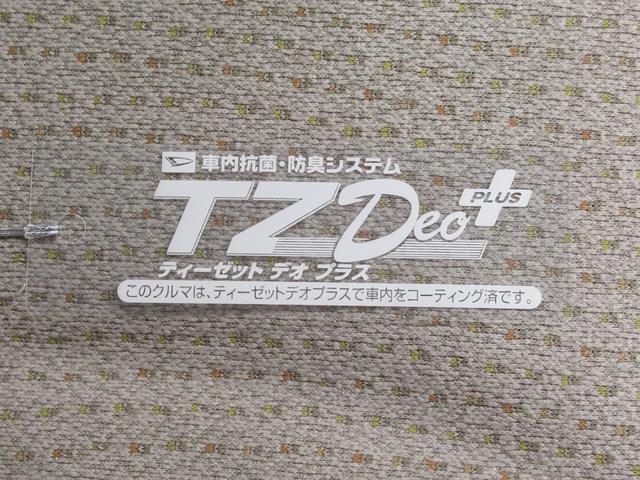 車内抗菌・防臭システム
TZDeo
PLUS
ティーゼット デオ プラス
このクルマは、ティーゼットデオプラスで車内をコーティング済です。